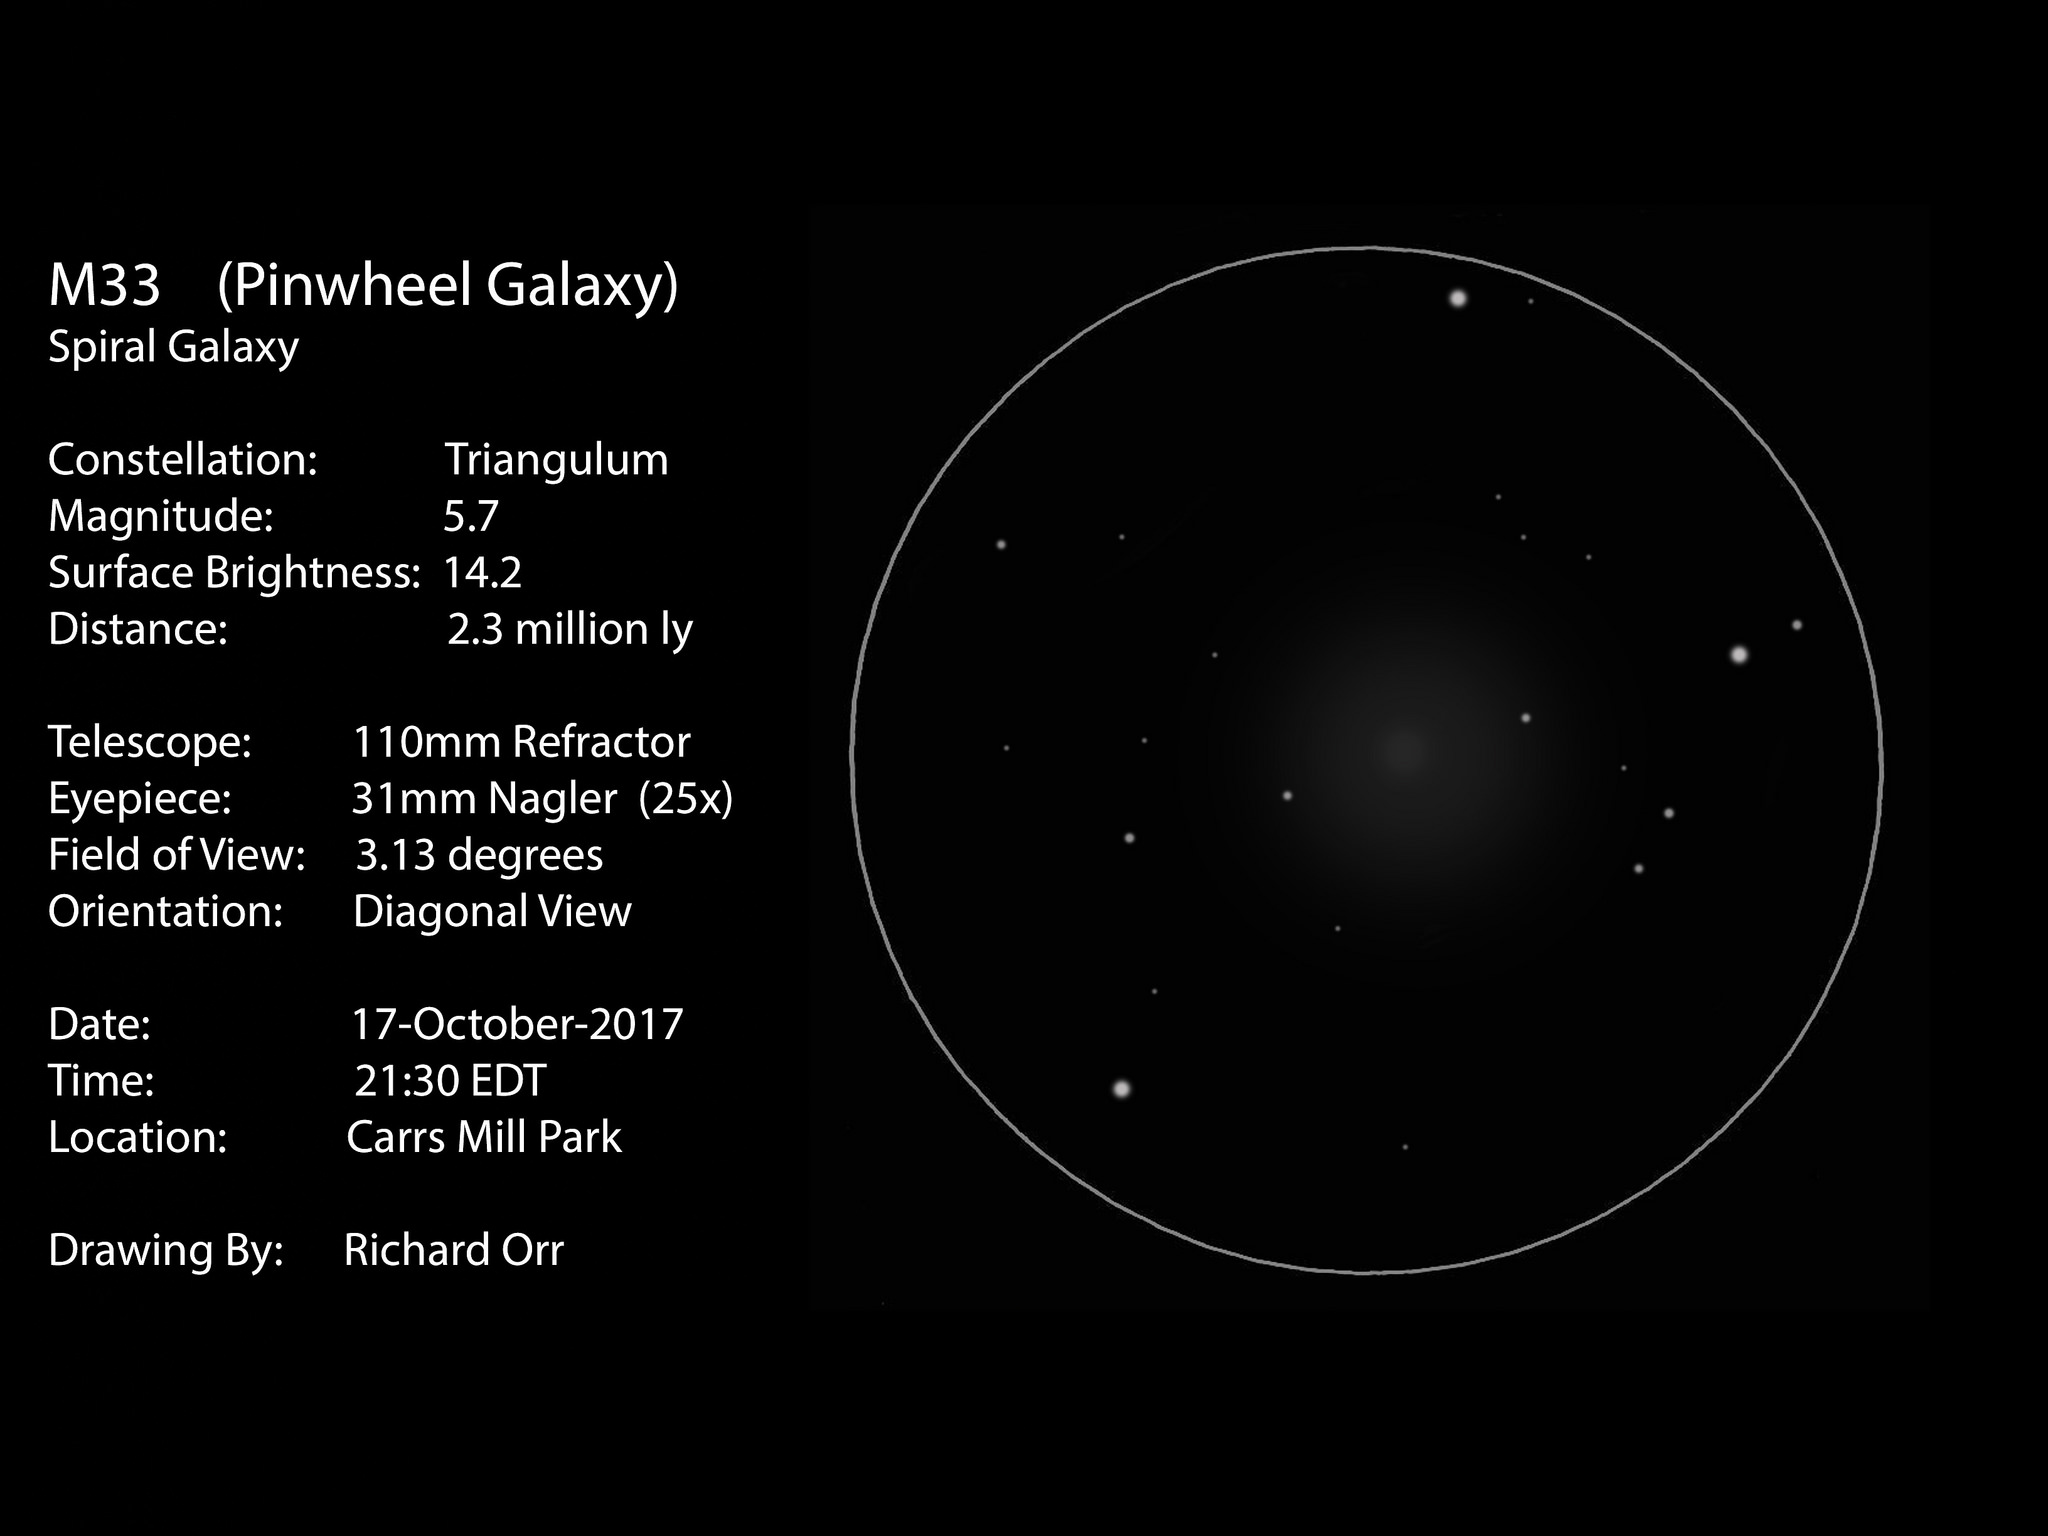 M33 (Pinwheel Galaxy)
Spiral Galaxy
Constellation: Triangulum
Magnitude: 5.7
Surface Brightness: 14.2
Distance: 2.3 million ly
Telescope: 110mm Refractor
Eyepiece: 31mm Nagler (25x)
Field of View: 3.13 degrees
Orientation: Diagonal View
Date: 17-October-2017
Time: 21:30 EDT
Location: Carrs Mill Park
Drawing By: Richard Orr